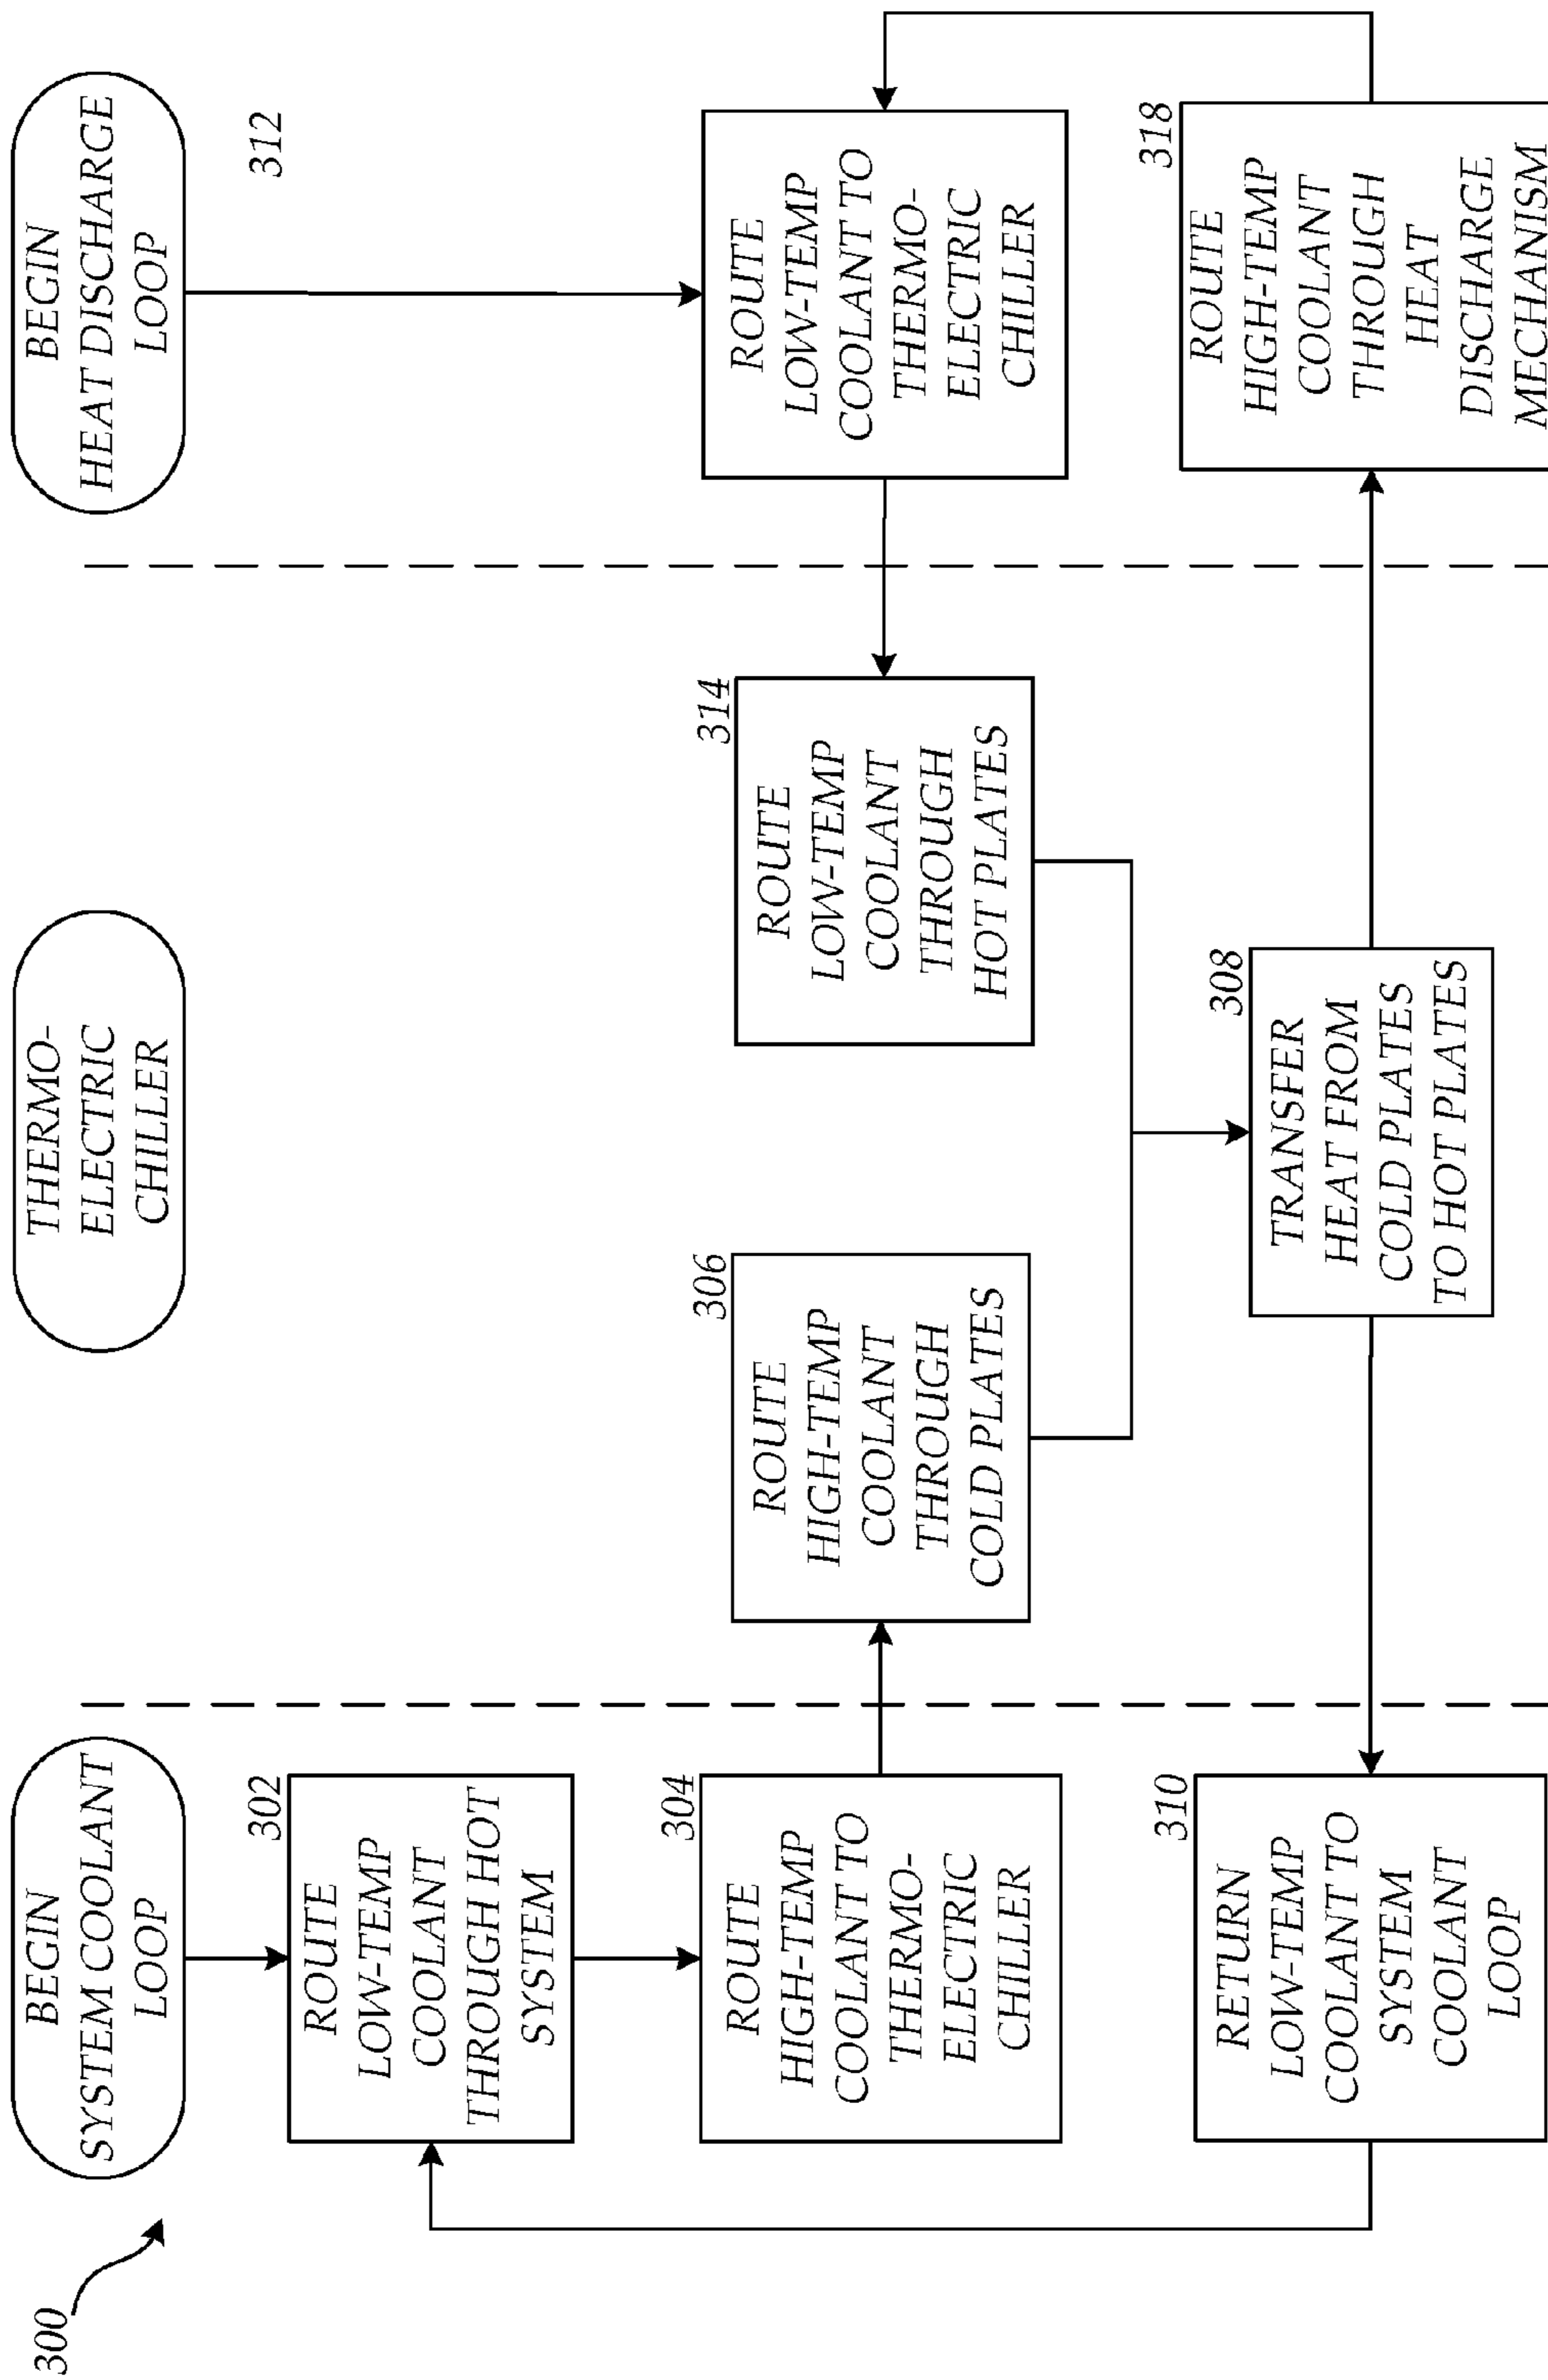 300
BEGIN
SYSTEM COOLANT
LOOP
302
ROUTE
LOW-TEMP
COOLANT
THROUGH HOT
SYSTEM
304
ROUTE
HIGH-TEMP
COOLANT TO
THERMO-
ELECTRIC
CHILLER
310
RETURN
LOW-TEMP
COOLANT TO
SYSTEM
COOLANT
LOOP
THERMO-
ELECTRIC
CHILLER
306
ROUTE
HIGH-TEMP
COOLANT
THROUGH
COLD PLATES
314
ROUTE
LOW-TEMP
COOLANT
THROUGH
HOT PLATES
308
TRANSFER
HEAT FROM
COLD PLATES
TO HOT PLATES
BEGIN
HEAT DISCHARGE
LOOP
312
ROUTE
LOW-TEMP
COOLANT TO
THERMO-
ELECTRIC
CHILLER
318
ROUTE
HIGH-TEMP
COOLANT
THROUGH
HEAT
DISCHARGE
MECHANISM